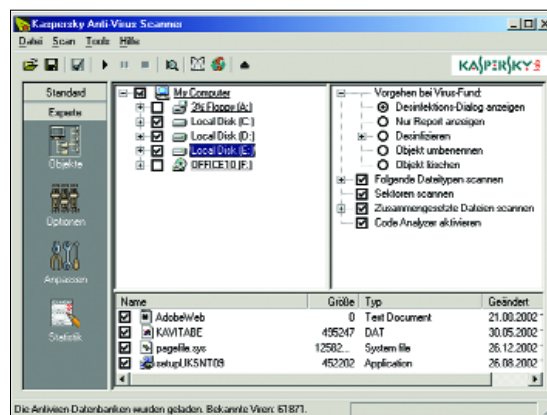 Kaspersky Anti-Virus Scanner
Datei Scan Tools Hilfe
KASPERSKY
Standard
Experte
Objekte
Optionen
Anpassen
Statistik
My Computer
3½ Floppy (A:)
Local Disk (C:)
Local Disk (D:)
Local Disk (E:)
OFFICE10 (F:)
Vorgehen bei Virus-Fund:
Desinfektions-Dialog anzeigen
Nur Report anzeigen
Desinfizieren
Objekt umbenennen
Objekt löschen
Folgende Dateitypen scannen
Sektoren scannen
Zusammengesetzte Dateien scannen
Code Analyzer aktivieren
Name Größe Typ Geändert
AdobeWeb 0 Text Document 21.08.2002
KAVITABE 495247 DAT 30.05.2002
pagefile.sys 12582... System file 26.12.2002
setupUKSNT09 452202 Application 26.08.2002
Die Antiviren-Datenbanken wurden geladen. Bekannte Viren: 61871.